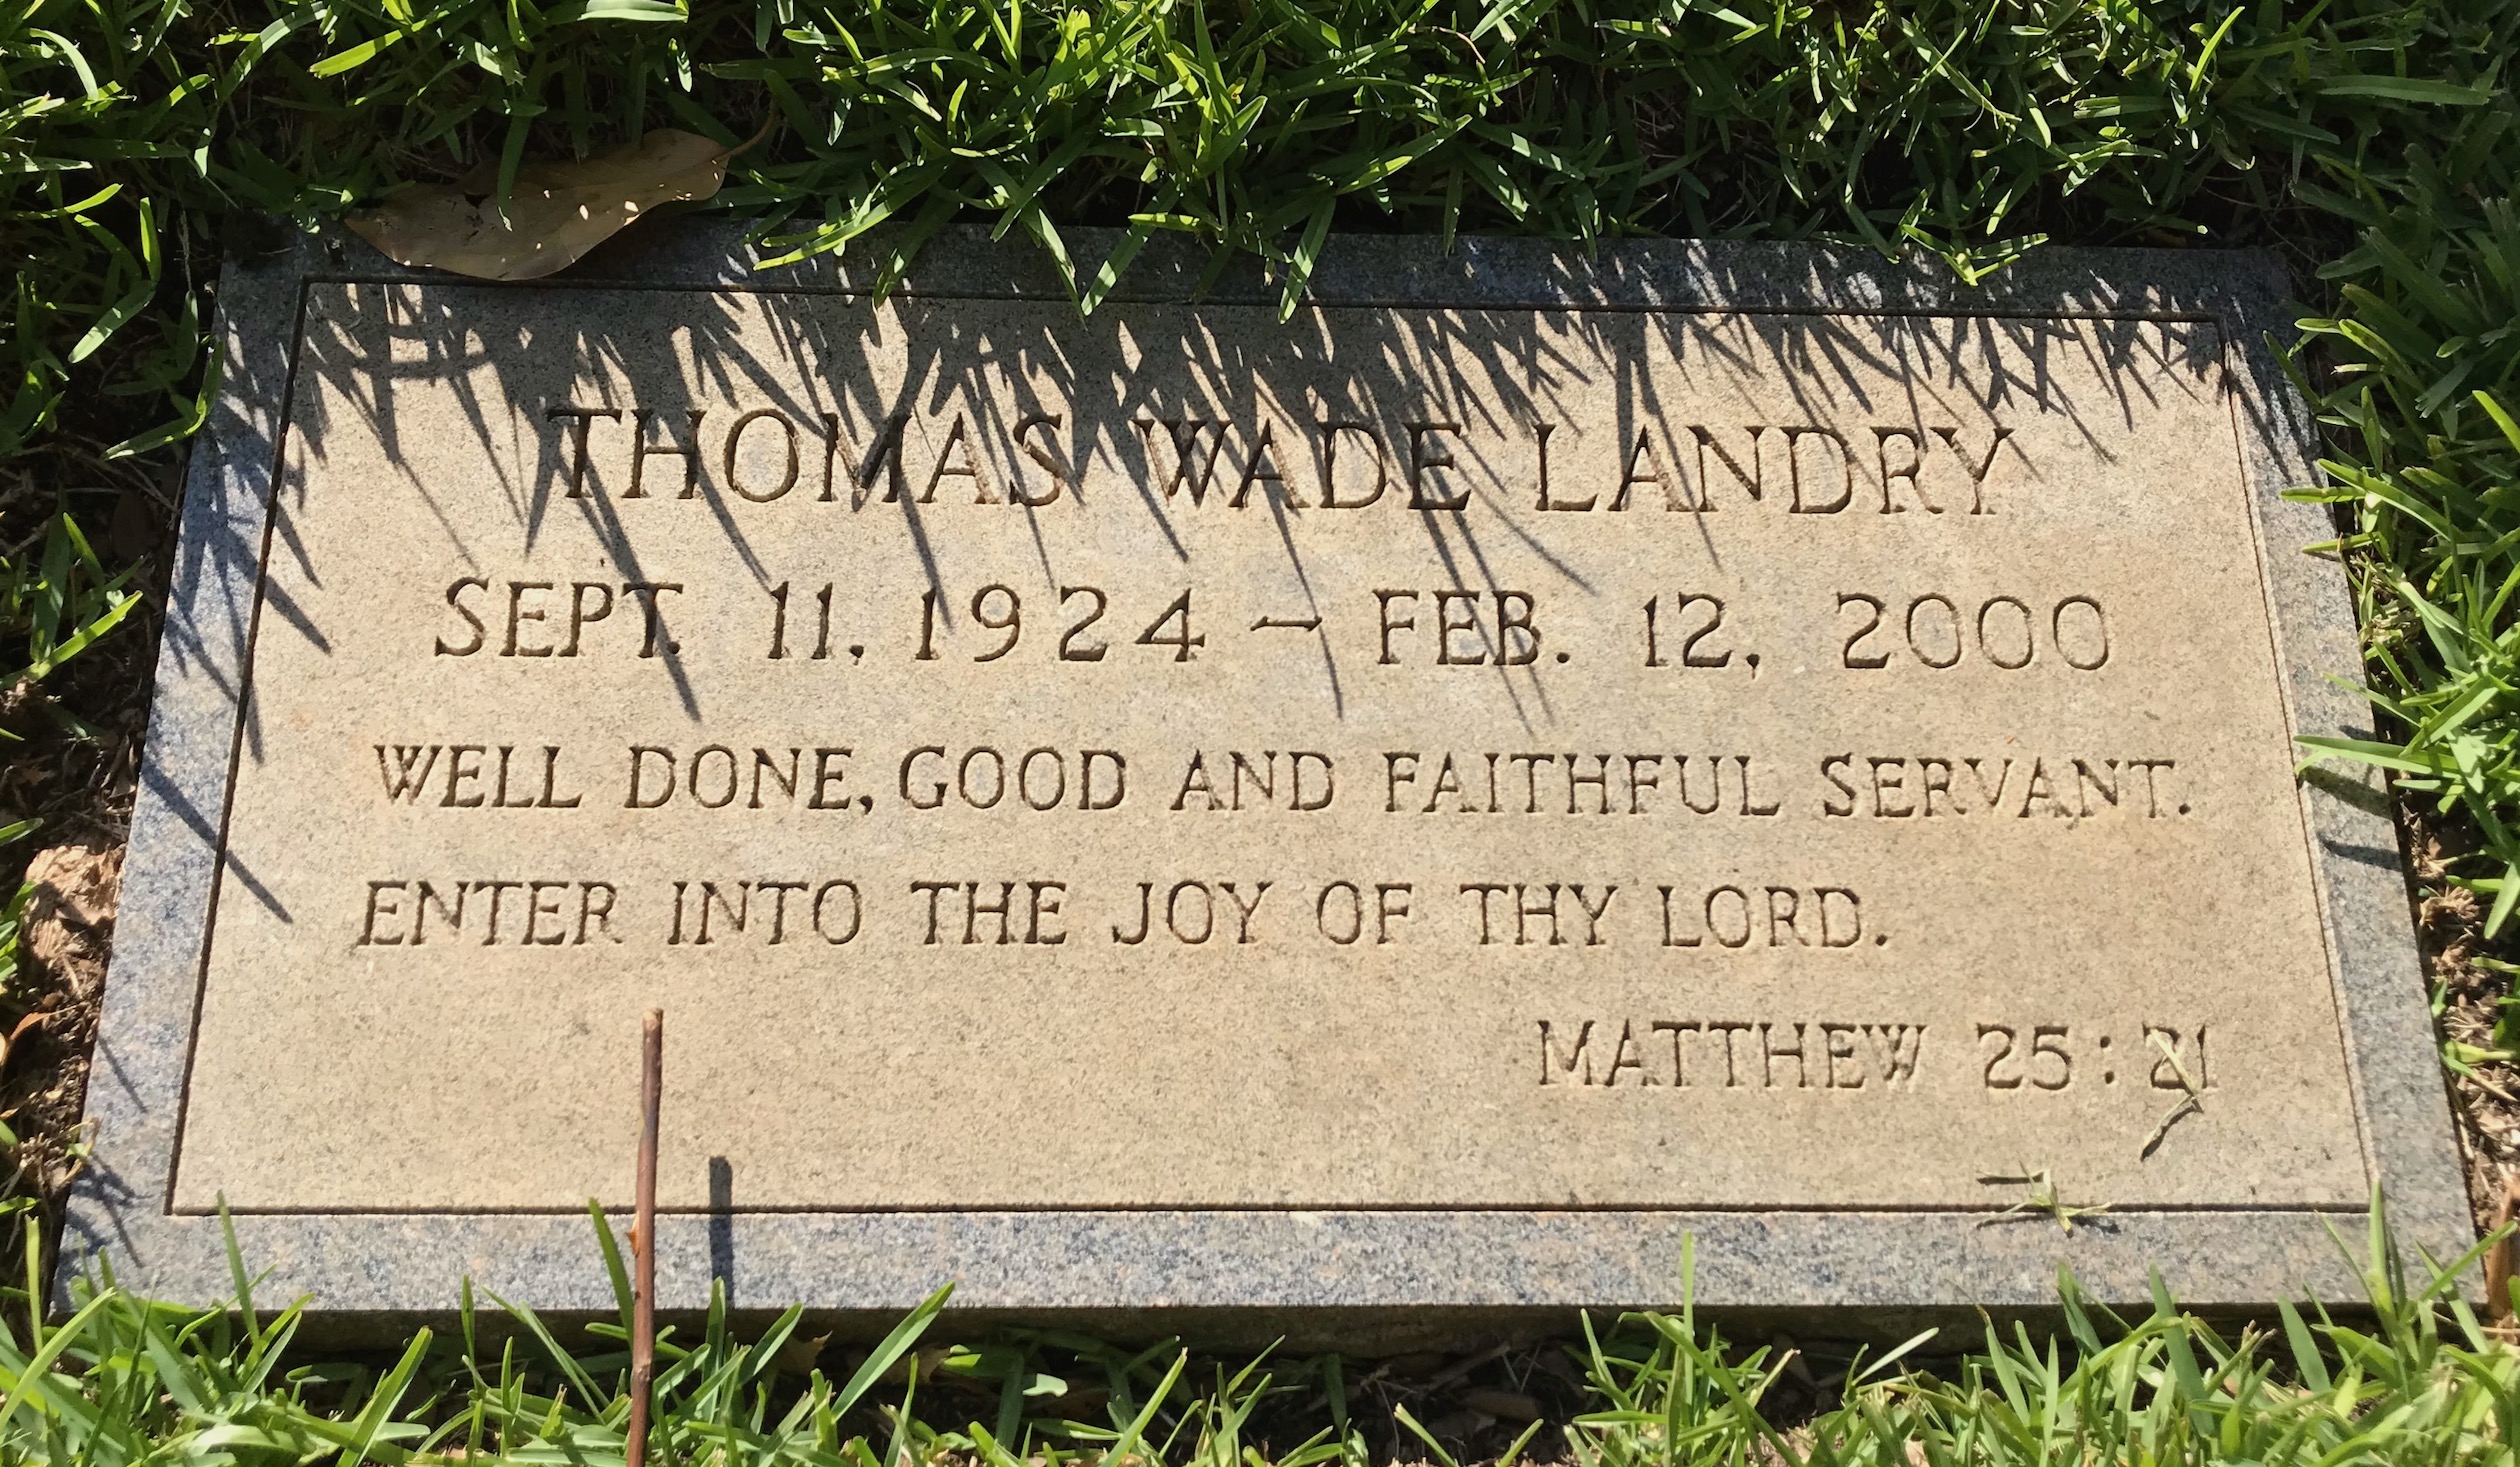 THOMAS WADE LANDRY
SEPT. 11, 1924 – FEB. 12, 2000
WELL DONE, GOOD AND FAITHFUL SERVANT.
ENTER INTO THE JOY OF THY LORD.
MATTHEW 25:21